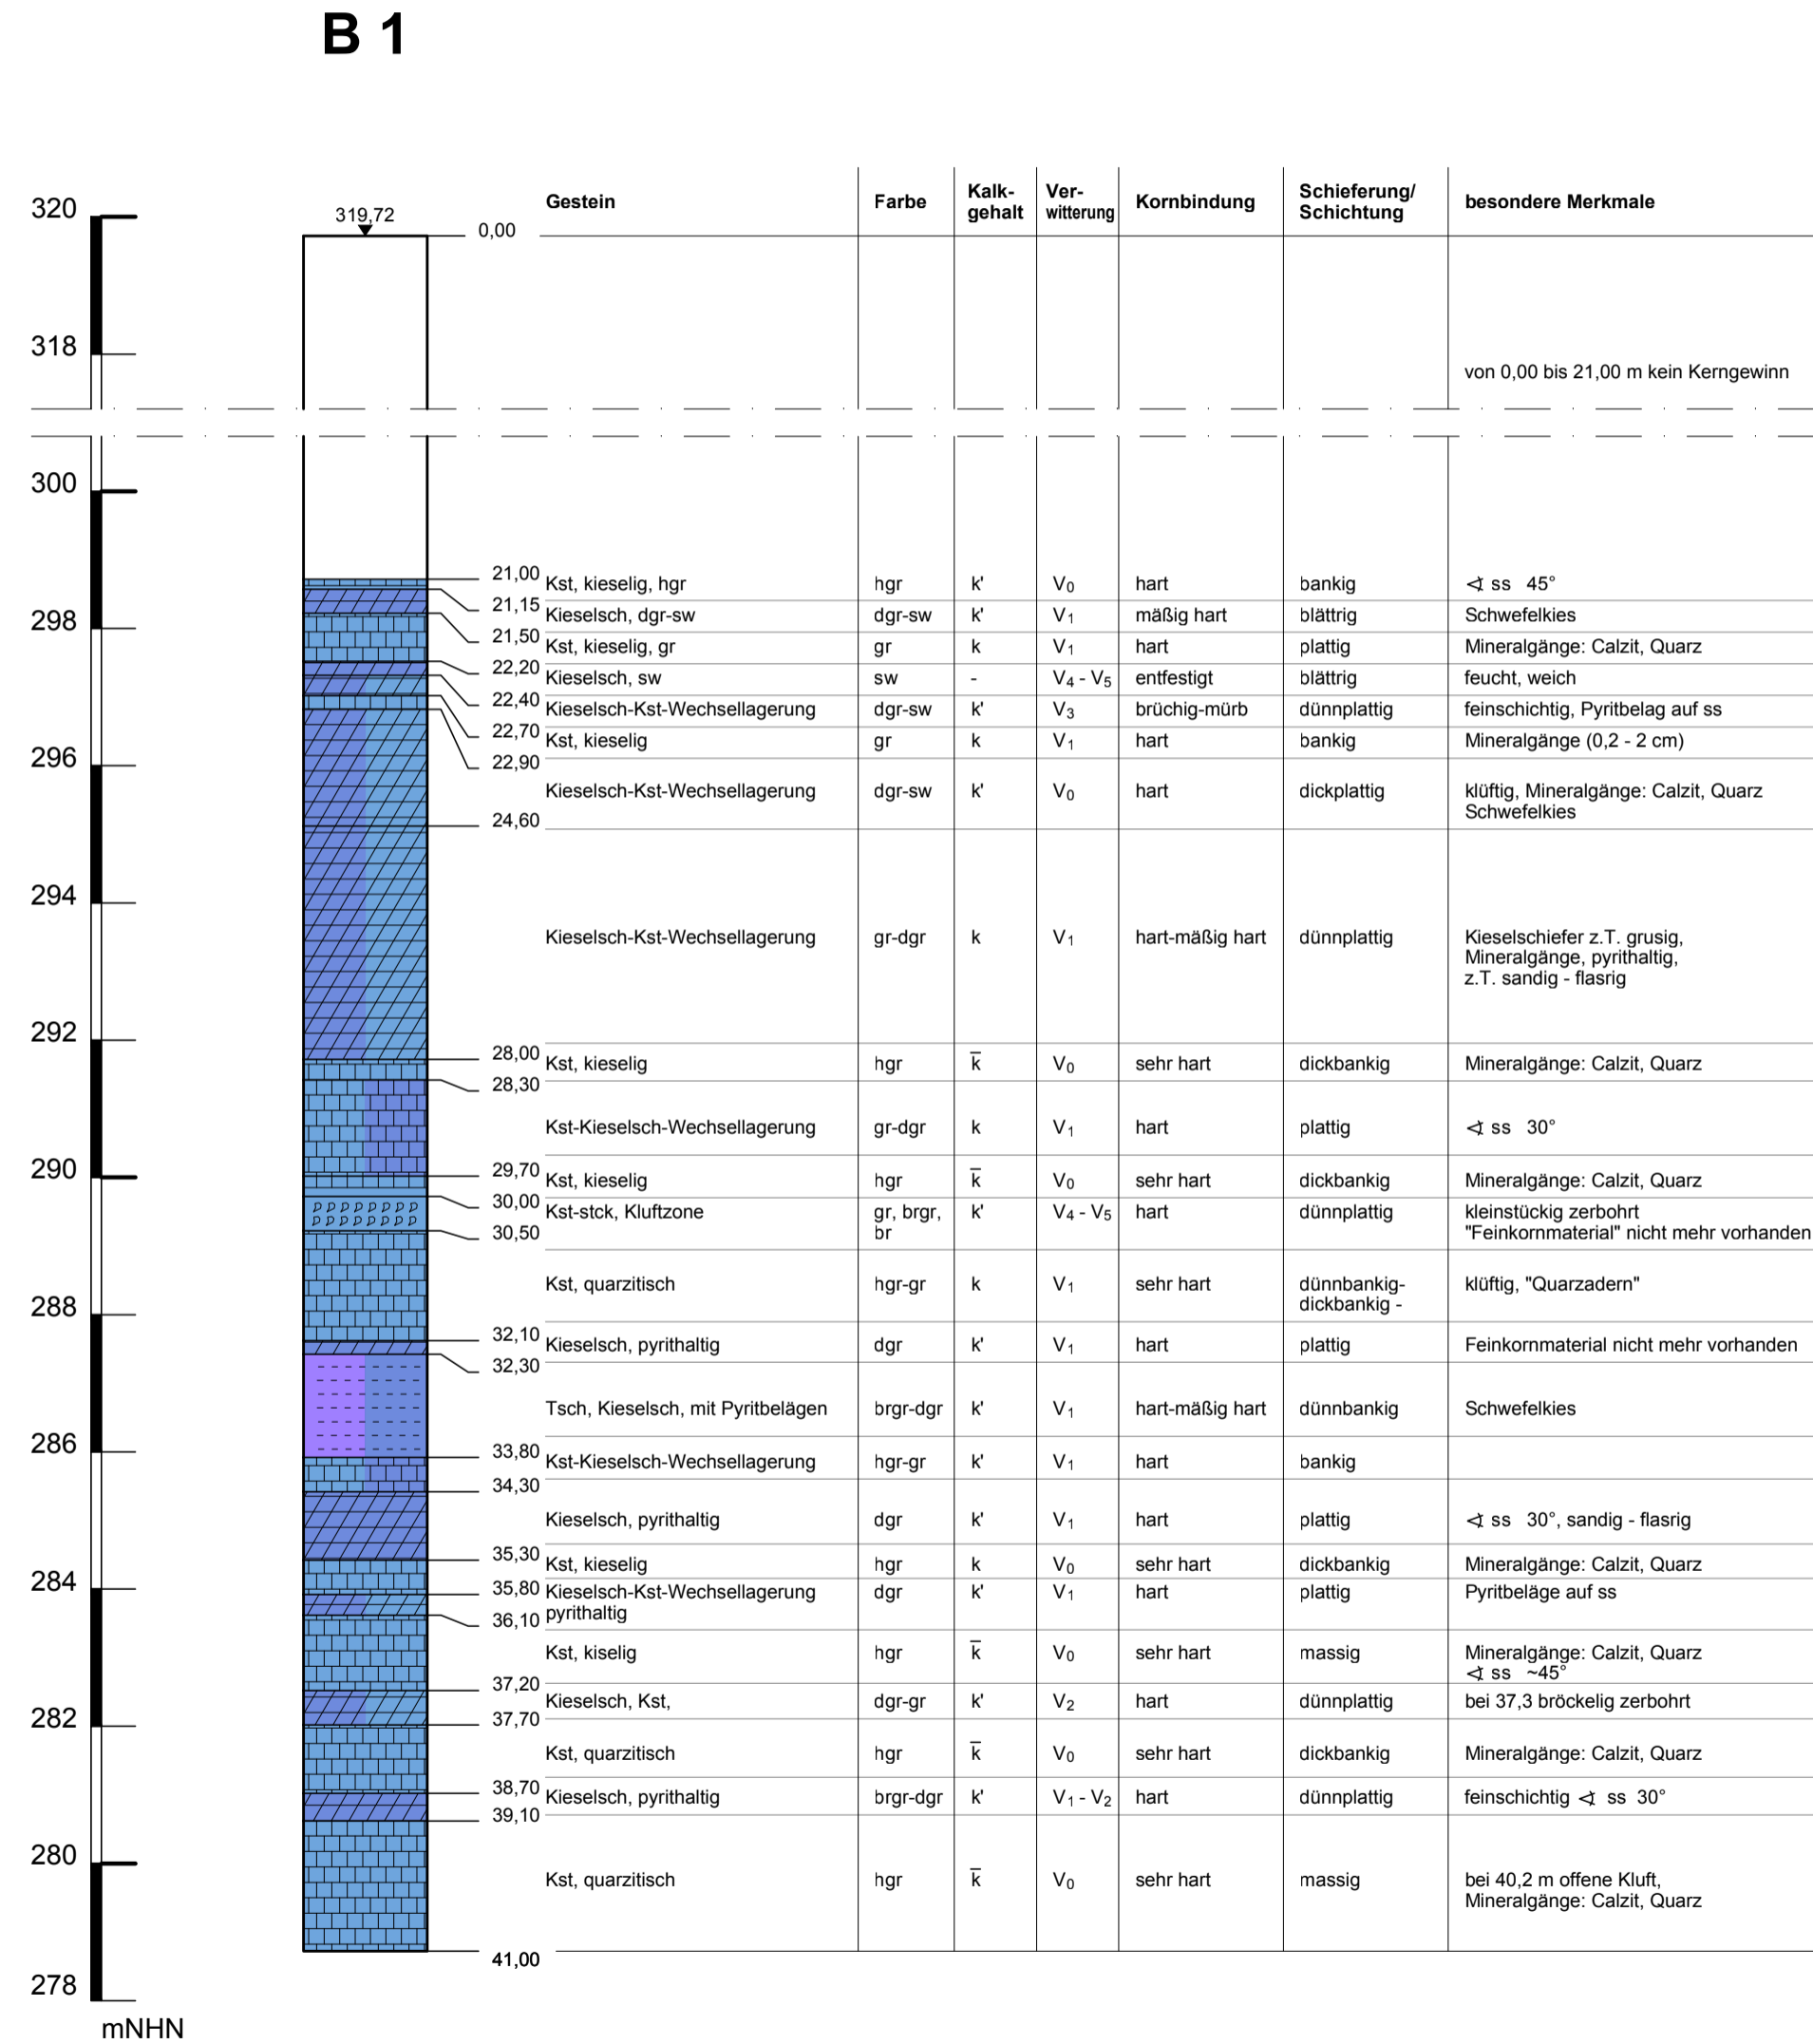 B 1
Gestein Farbe Kalk- Ver- Kornbindung Schieferung/ besondere Merkmale
gehalt witterung Schichtung
320
319,72
0,00
318
von 0,00 bis 21,00 m kein Kerngewinn
300
21,00 Kst, kieselig, hgr hgr k' V₀ hart bankig ∢ ss 45°
21,15 Kieselsch, dgr-sw dgr-sw k' V₁ mäßig hart blättrig Schwefelkies
298
21,50 Kst, kieselig, gr gr k V₁ hart plattig Mineralgänge: Calzit, Quarz
22,20 Kieselsch, sw sw - V₄ - V₅ entfestigt blättrig feucht, weich
22,40 Kieselsch-Kst-Wechsellagerung dgr-sw k' V₃ brüchig-mürb dünnplattig feinschichtig, Pyritbelag auf ss
22,70 Kst, kieselig gr k V₁ hart bankig Mineralgänge (0,2 - 2 cm)
296
22,90
Kieselsch-Kst-Wechsellagerung dgr-sw k' V₀ hart dickplattig klüftig, Mineralgänge: Calzit, Quarz
Schwefelkies
24,60
294
Kieselsch-Kst-Wechsellagerung gr-dgr k V₁ hart-mäßig hart dünnplattig Kieselschiefer z.T. grusig,
Mineralgänge, pyrithaltig,
z.T. sandig - flasrig
292
28,00 Kst, kieselig hgr k̅ V₀ sehr hart dickbankig Mineralgänge: Calzit, Quarz
28,30
Kst-Kieselsch-Wechsellagerung gr-dgr k V₁ hart plattig ∢ ss 30°
290
29,70 Kst, kieselig hgr k̅ V₀ sehr hart dickbankig Mineralgänge: Calzit, Quarz
30,00 Kst-stck, Kluftzone gr, brgr, k' V₄ - V₅ hart dünnplattig kleinstückig zerbohrt
30,50 br "Feinkornmaterial" nicht mehr vorhanden
Kst, quarzitisch hgr-gr k V₁ sehr hart dünnbankig- klüftig, "Quarzadern"
288 dickbankig -
32,10 Kieselsch, pyrithaltig dgr k' V₁ hart plattig Feinkornmaterial nicht mehr vorhanden
32,30
Tsch, Kieselsch, mit Pyritbelägen brgr-dgr k' V₁ hart-mäßig hart dünnbankig Schwefelkies
286
33,80 Kst-Kieselsch-Wechsellagerung hgr-gr k' V₁ hart bankig
34,30
Kieselsch, pyrithaltig dgr k' V₁ hart plattig ∢ ss 30°, sandig - flasrig
35,30 Kst, kieselig hgr k V₀ sehr hart dickbankig Mineralgänge: Calzit, Quarz
284
35,80 Kieselsch-Kst-Wechsellagerung dgr k' V₁ hart plattig Pyritbeläge auf ss
36,10 pyrithaltig
Kst, kiselig hgr k̅ V₀ sehr hart massig Mineralgänge: Calzit, Quarz
∢ ss ~45°
37,20 Kieselsch, Kst, dgr-gr k' V₂ hart dünnplattig bei 37,3 bröckelig zerbohrt
282
37,70
Kst, quarzitisch hgr k̅ V₀ sehr hart dickbankig Mineralgänge: Calzit, Quarz
38,70 Kieselsch, pyrithaltig brgr-dgr k' V₁ - V₂ hart dünnplattig feinschichtig ∢ ss 30°
39,10
280
Kst, quarzitisch hgr k̅ V₀ sehr hart massig bei 40,2 m offene Kluft,
Mineralgänge: Calzit, Quarz
41,00
278
mNHN